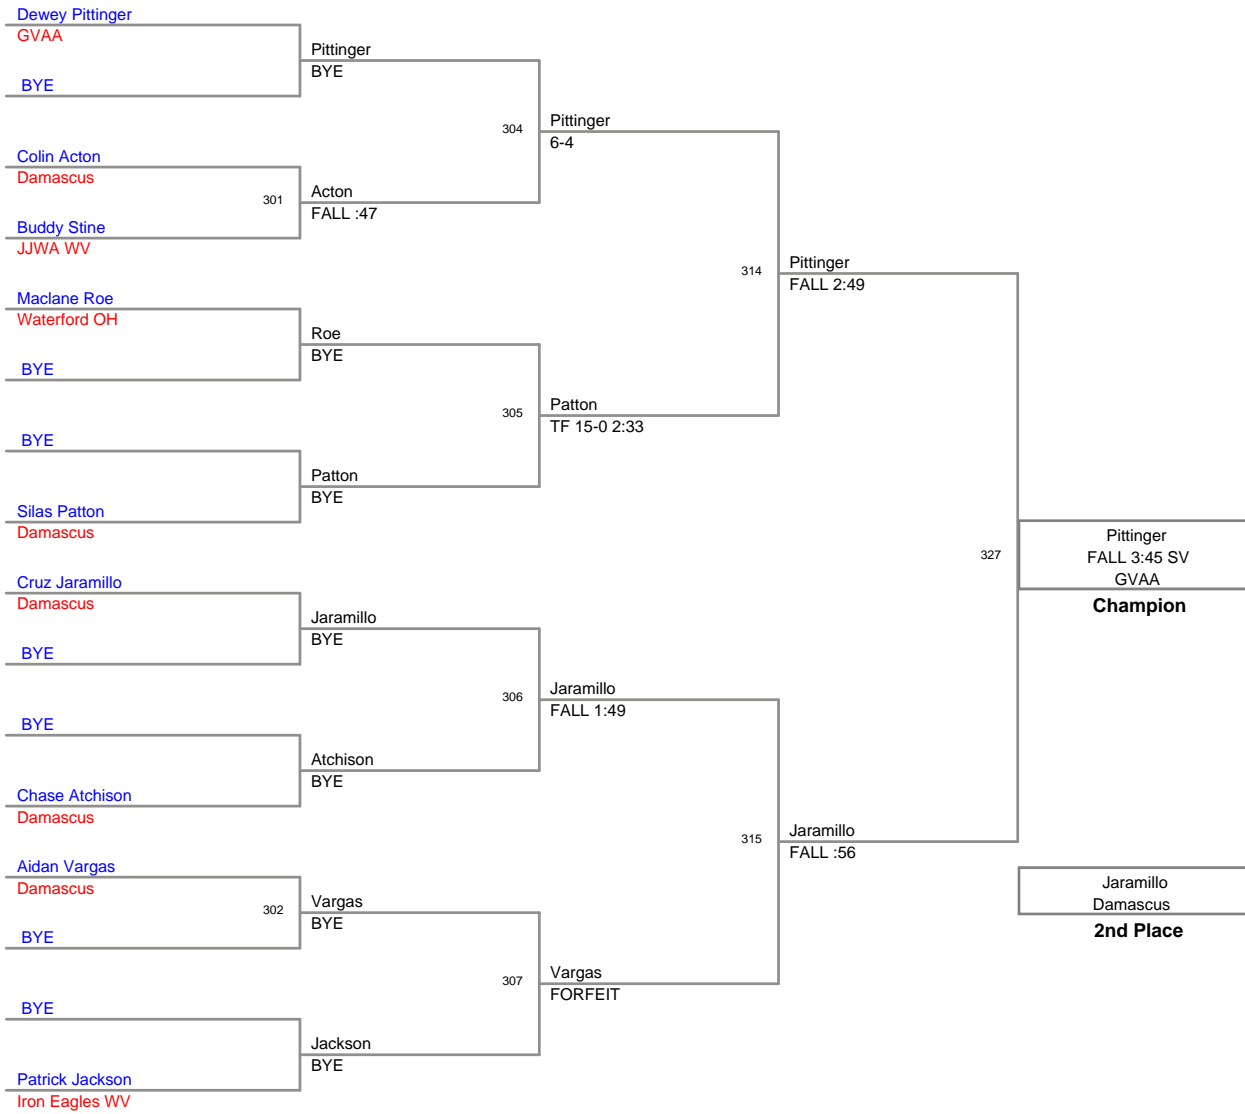 Dewey Pittinger
GVAA
BYE
Colin Acton
Damascus
Buddy Stine
JJWA WV
Maclane Roe
Waterford OH
BYE
BYE
Silas Patton
Damascus
Cruz Jaramillo
Damascus
BYE
BYE
Chase Atchison
Damascus
Aidan Vargas
Damascus
BYE
BYE
Patrick Jackson
Iron Eagles WV
Pittinger
BYE
301
Acton
FALL :47
Roe
BYE
Patton
BYE
Jaramillo
BYE
Atchison
BYE
302
Vargas
BYE
Jackson
BYE
304
Pittinger
6-4
305
Patton
TF 15-0 2:33
306
Jaramillo
FALL 1:49
307
Vargas
FORFEIT
314
Pittinger
FALL 2:49
315
Jaramillo
FALL :56
327
Pittinger
FALL 3:45 SV
GVAA
Champion
Jaramillo
Damascus
2nd Place